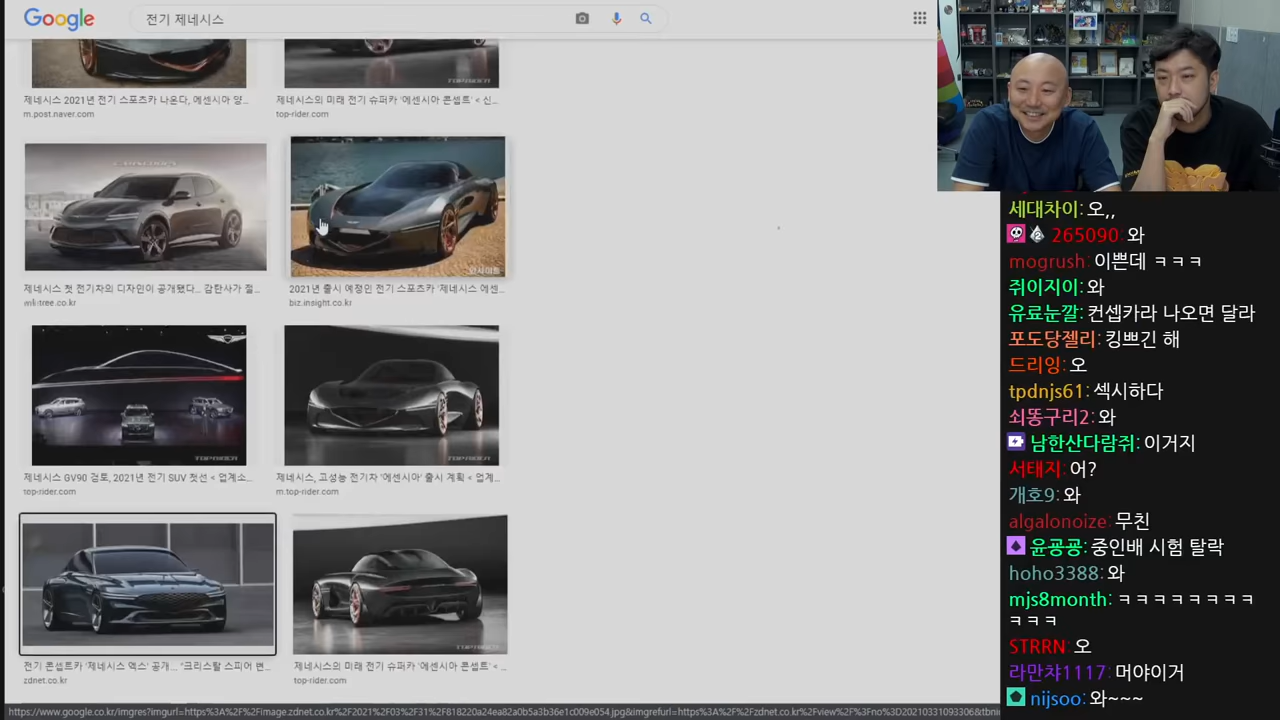 Google
전기 제네시스
TOPRIDER
제네시스 2021년 전기 스포츠카 나온다, 에센시아 양...
m.post.naver.com
제네시스의 미래 전기 슈퍼카 '에센시아 콘셉트' < 신...
top-rider.com
인사이트
제네시스 첫 전기차의 디자인이 공개됐다... 감탄사가 절...
2021년 출시 예정인 전기 스포츠카 '제네시스 에센...
biz.insight.co.kr
TOPRIDER
TOPRIDER
제네시스 GV90 검토, 2021년 전기 SUV 첫선 < 업계소...
top-rider.com
제네시스, 고성능 전기차 '에센시아' 출시 계획 < 업계...
m.top-rider.com
TOPRIDER
전기 콘셉트카 '제네시스 엑스' 공개... "크리스탈 스피어 변...
zdnet.co.kr
제네시스의 미래 전기 슈퍼카 '에센시아 콘셉트' < ...
top-rider.com
세대차이: 오,,
265090: 와
mogrush: 이쁜데 ㅋㅋㅋ
쥐이지이: 와
유료눈깔: 컨셉카라 나오면 달라
포도당젤리: 킹쁘긴 해
드리잉: 오
tpdnjs61: 섹시하다
쇠똥구리2: 와
남한산다람쥐: 이거지
서태지: 어?
개호9: 와
algalonoize: 무친
윤굥굥: 중인배 시험 탈락
hoho3388: 와
mjs8month: ㅋㅋㅋㅋㅋㅋㅋㅋ
ㅋㅋㅋ
STRRN: 오
라만챠1117: 머야이거
nijsoo: 와~~~